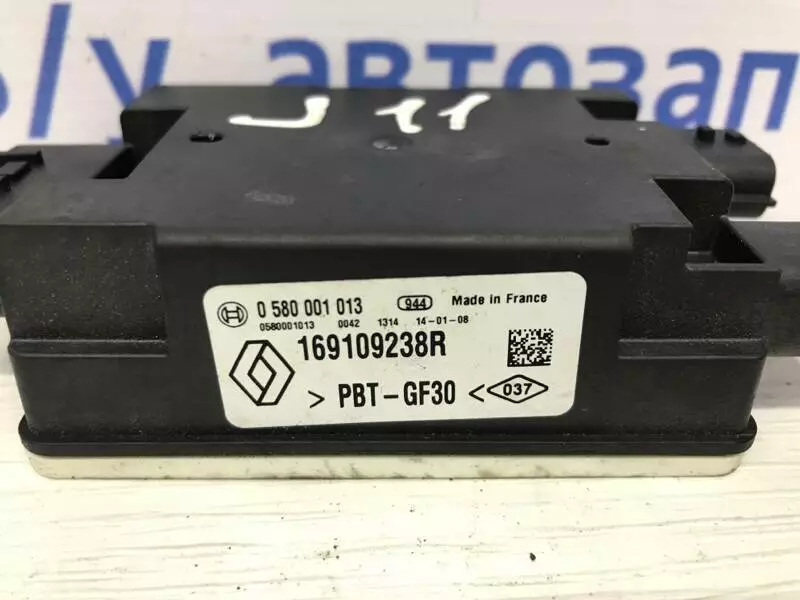 б/у автозап
J 11
0 580 001 013 944 Made in France
0580001013 0042 1314 14-01-08
169109238R
> PBT-GF30 < 037